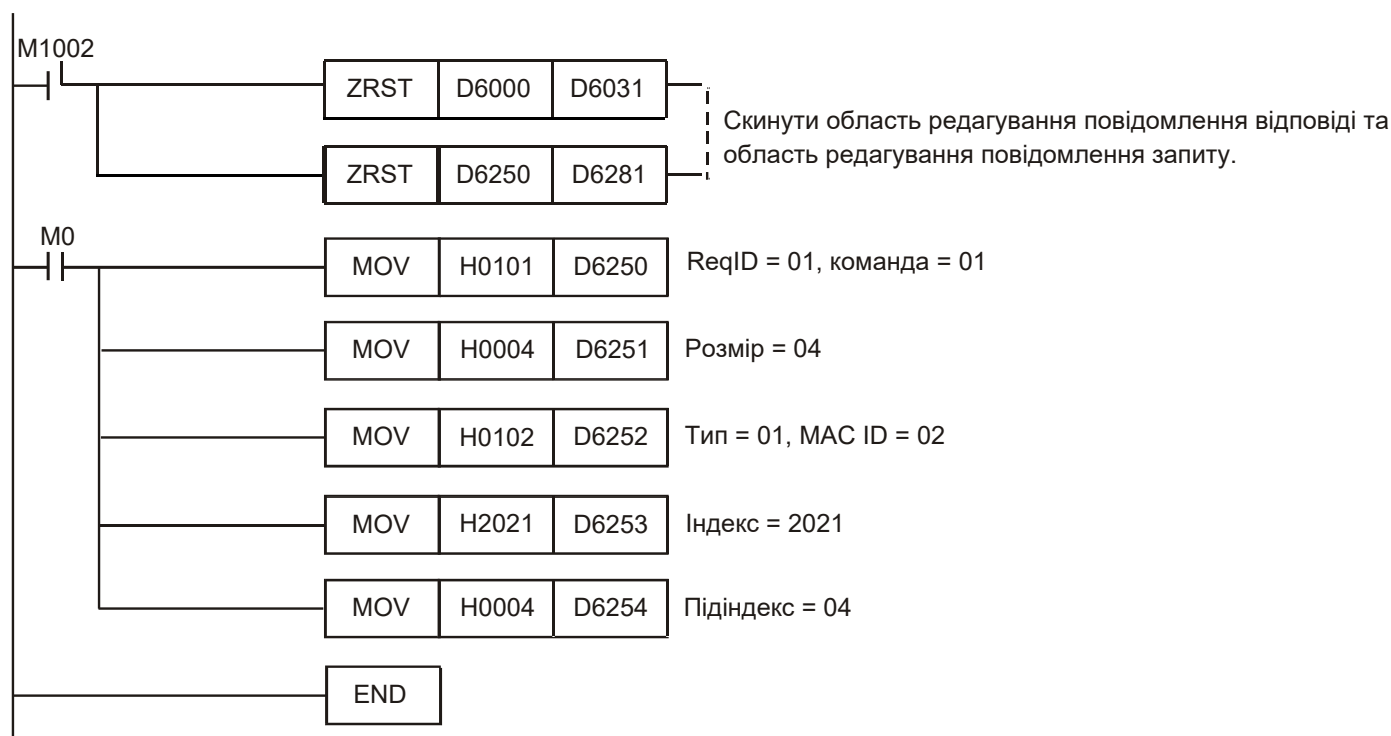 M1002
ZRST D6000 D6031
Скинути область редагування повідомлення відповіді та
область редагування повідомлення запиту.
ZRST D6250 D6281
M0
MOV H0101 D6250 ReqID = 01, команда = 01
MOV H0004 D6251 Розмір = 04
MOV H0102 D6252 Тип = 01, MAC ID = 02
MOV H2021 D6253 Індекс = 2021
MOV H0004 D6254 Підіндекс = 04
END